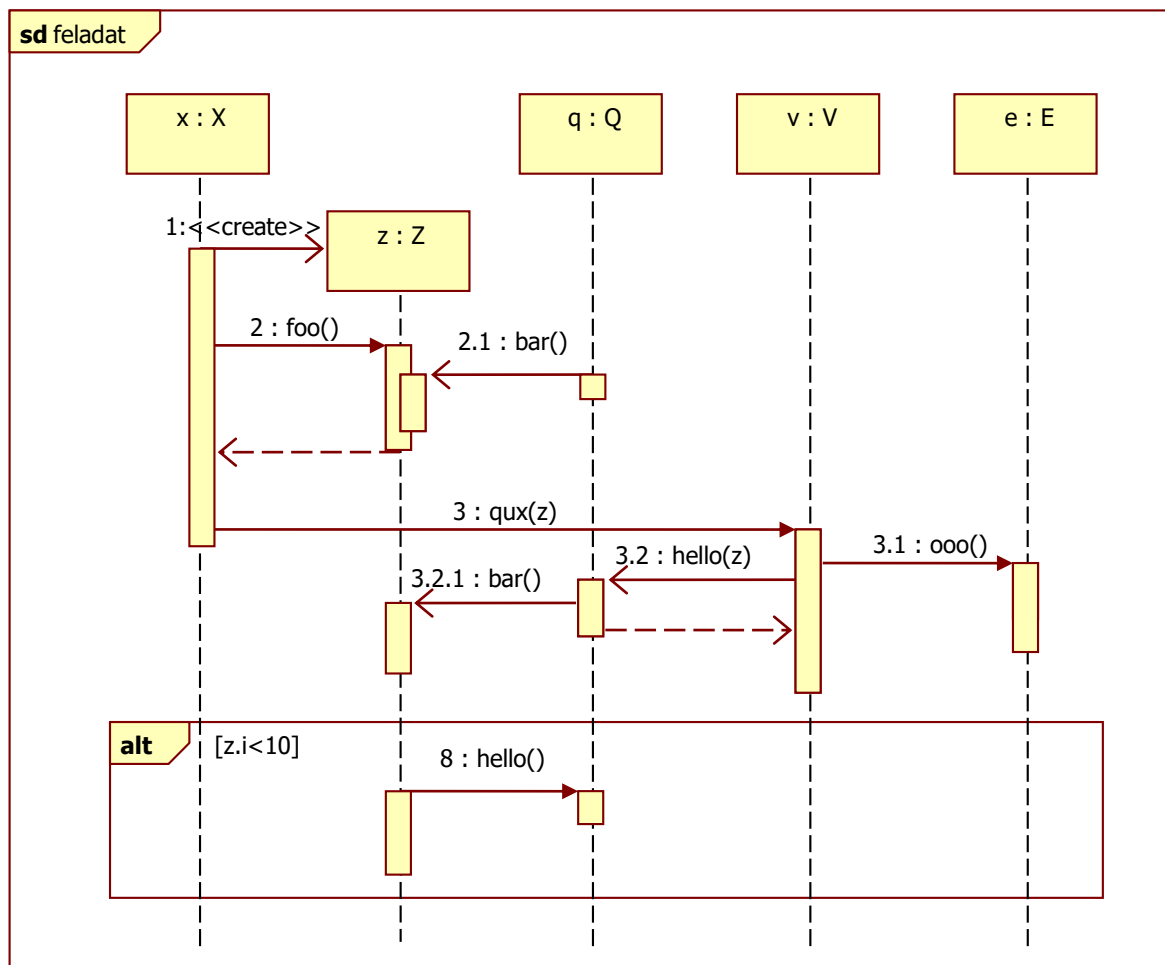 sd feladat
x : X
q : Q
v : V
e : E
1:<<create>>
z : Z
2 : foo()
2.1 : bar()
3 : qux(z)
3.1 : ooo()
3.2 : hello(z)
3.2.1 : bar()
alt
[z.i<10]
8 : hello()